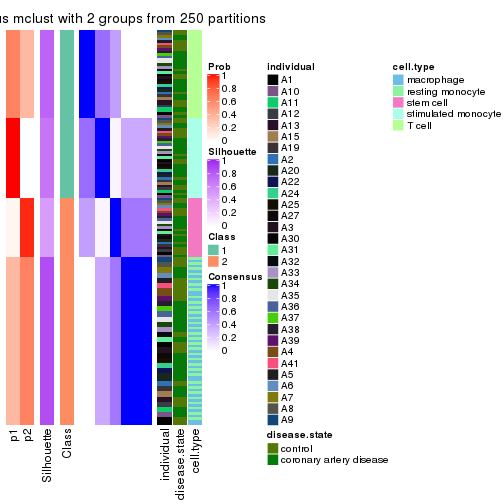 us mclust with 2 groups from 250 partitions
p1
p2
Silhouette
Class
individual
disease.state
cell.type
Prob
1
0.8
0.6
0.4
0.2
0
Silhouette
1
0.8
0.6
0.4
0.2
0
Class
1
2
Consensus
1
0.8
0.6
0.4
0.2
0
individual
A1
A10
A11
A12
A13
A15
A19
A2
A20
A22
A24
A25
A27
A3
A30
A31
A32
A33
A34
A35
A36
A37
A38
A39
A4
A41
A5
A6
A7
A8
A9
disease.state
control
coronary artery disease
cell.type
macrophage
resting monocyte
stem cell
stimulated monocyte
T cell